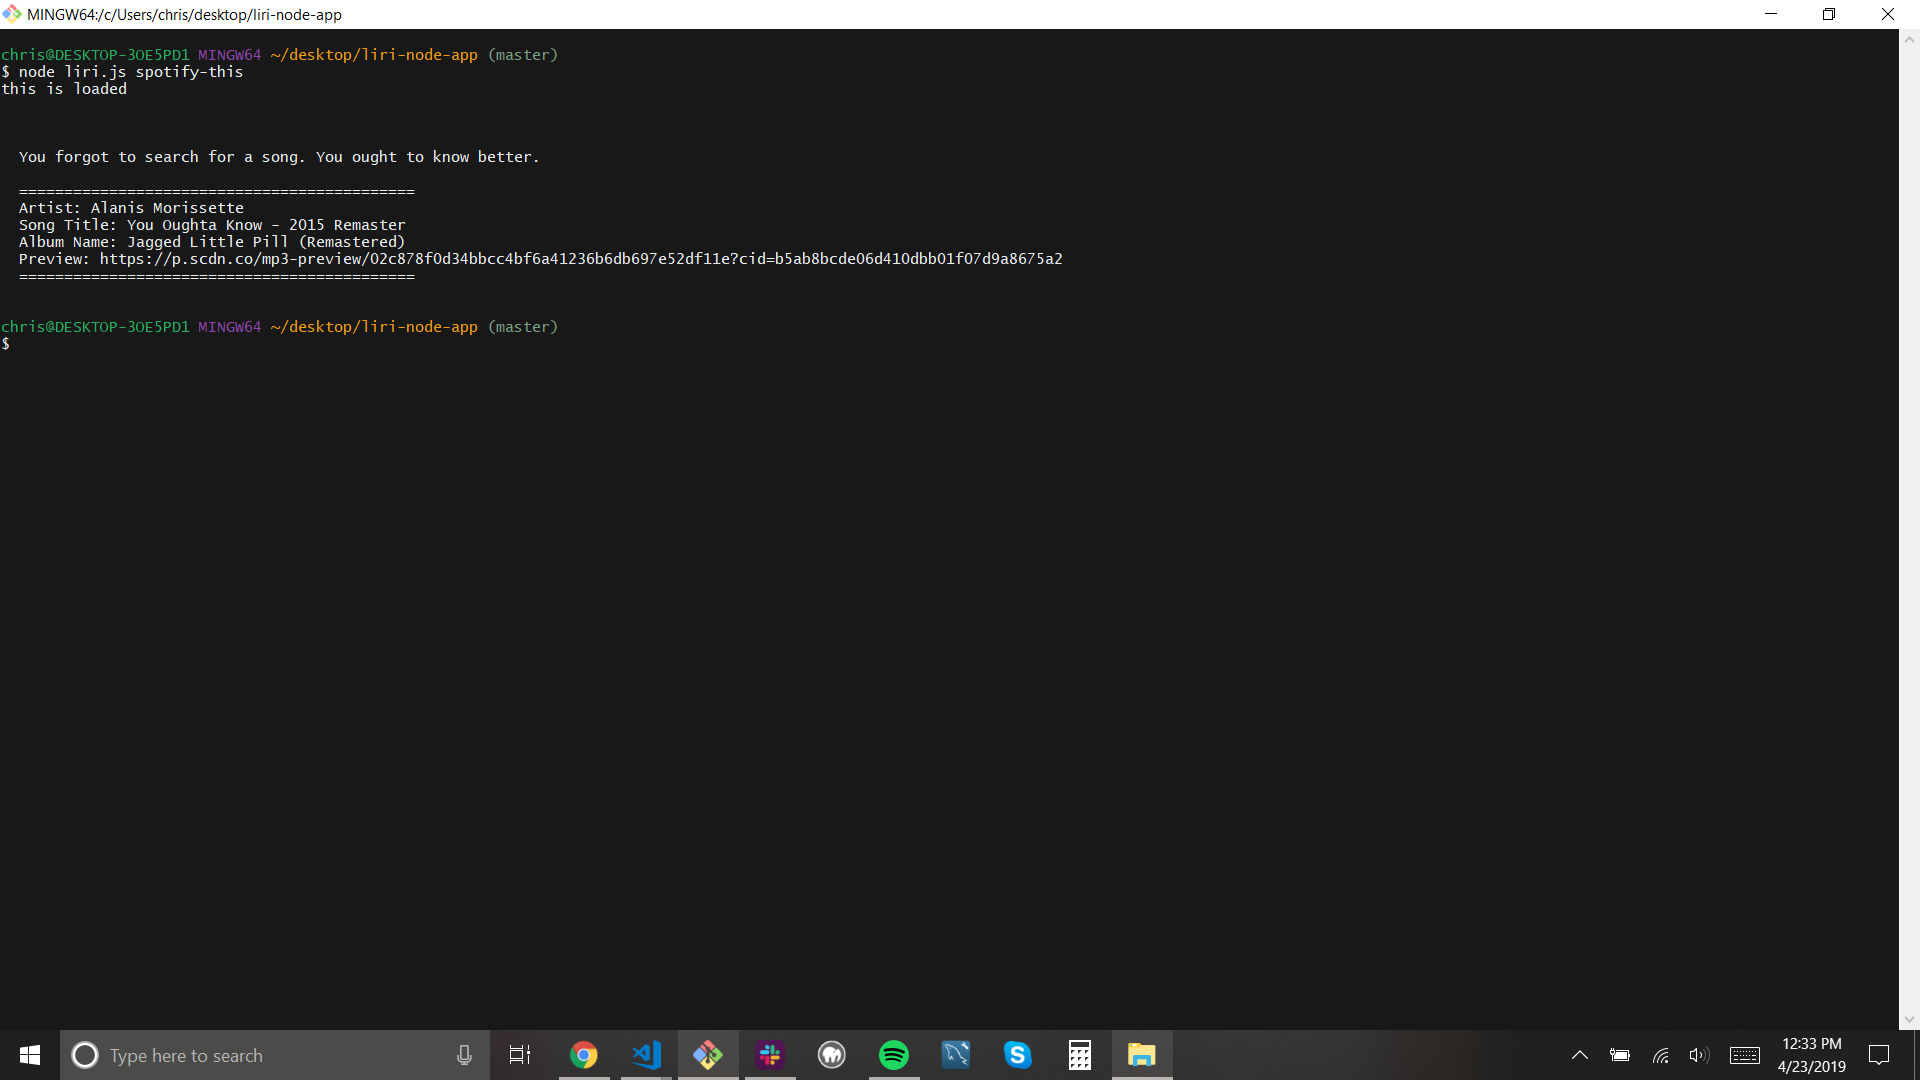 MINGW64:/c/Users/chris/desktop/liri-node-app
chris@DESKTOP-3OE5PD1 MINGW64 ~/desktop/liri-node-app (master)
$ node liri.js spotify-this
this is loaded
You forgot to search for a song. You ought to know better.
============================================
Artist: Alanis Morissette
Song Title: You Oughta Know - 2015 Remaster
Album Name: Jagged Little Pill (Remastered)
Preview: https://p.scdn.co/mp3-preview/02c878f0d34bbcc4bf6a41236b6db697e52df11e?cid=b5ab8bcde06d410dbb01f07d9a8675a2
============================================
chris@DESKTOP-3OE5PD1 MINGW64 ~/desktop/liri-node-app (master)
$
Type here to search
12:33 PM
4/23/2019